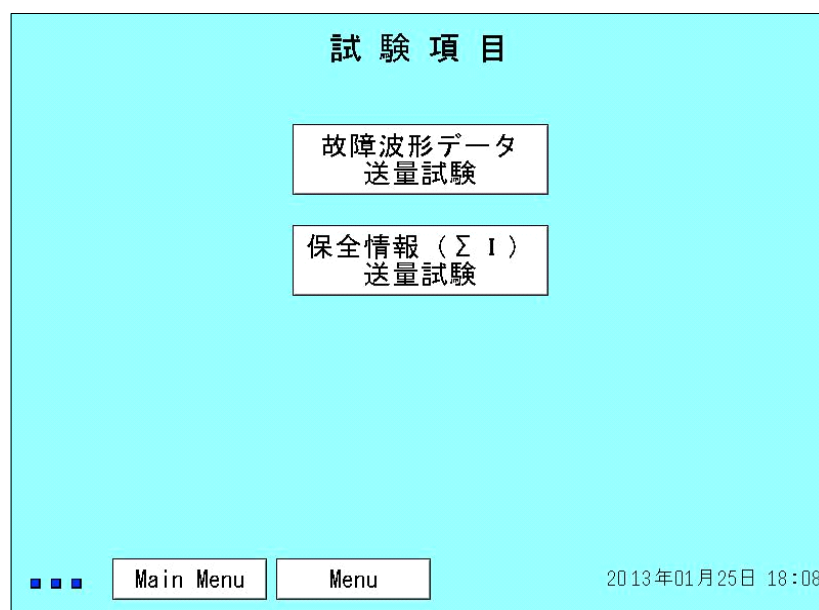 試験項目
故障波形データ
送量試験
保全情報（Σ I）
送量試験
Main Menu
Menu
2013年01月25日 18:08